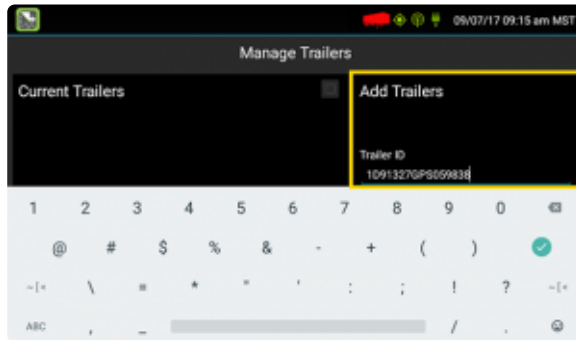 09/07/17 09:15 am MST
Manage Trailers
Current Trailers
Add Trailers
Trailer ID
1D91327GPS059838
1 2 3 4 5 6 7 8 9 0
@ # $ % & - + ( )
~[< \ = * " ' : ; ! ? ~[<
ABC , _ / .